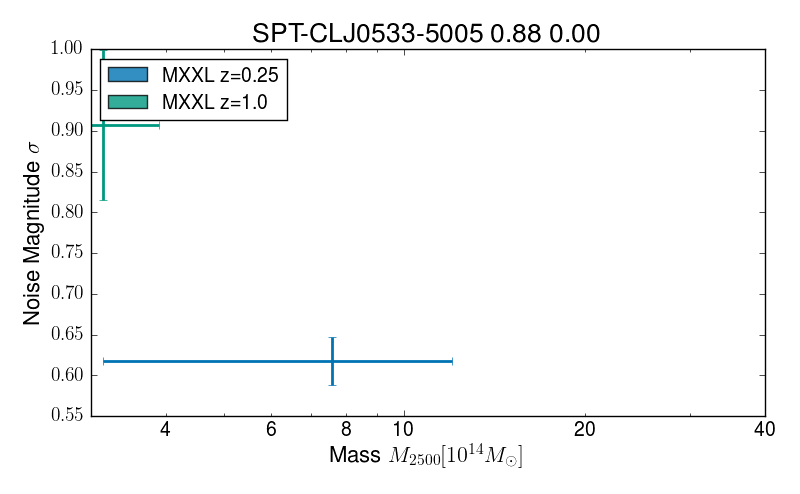 SPT-CLJ0533-5005 0.88 0.00
1.00
0.95
0.90
0.85
0.80
0.75
0.70
0.65
0.60
0.55
Noise Magnitude σ
MXXL z=0.25
MXXL z=1.0
4 6 8 10 20 40
Mass M₂₅₀₀[10¹⁴M☉]